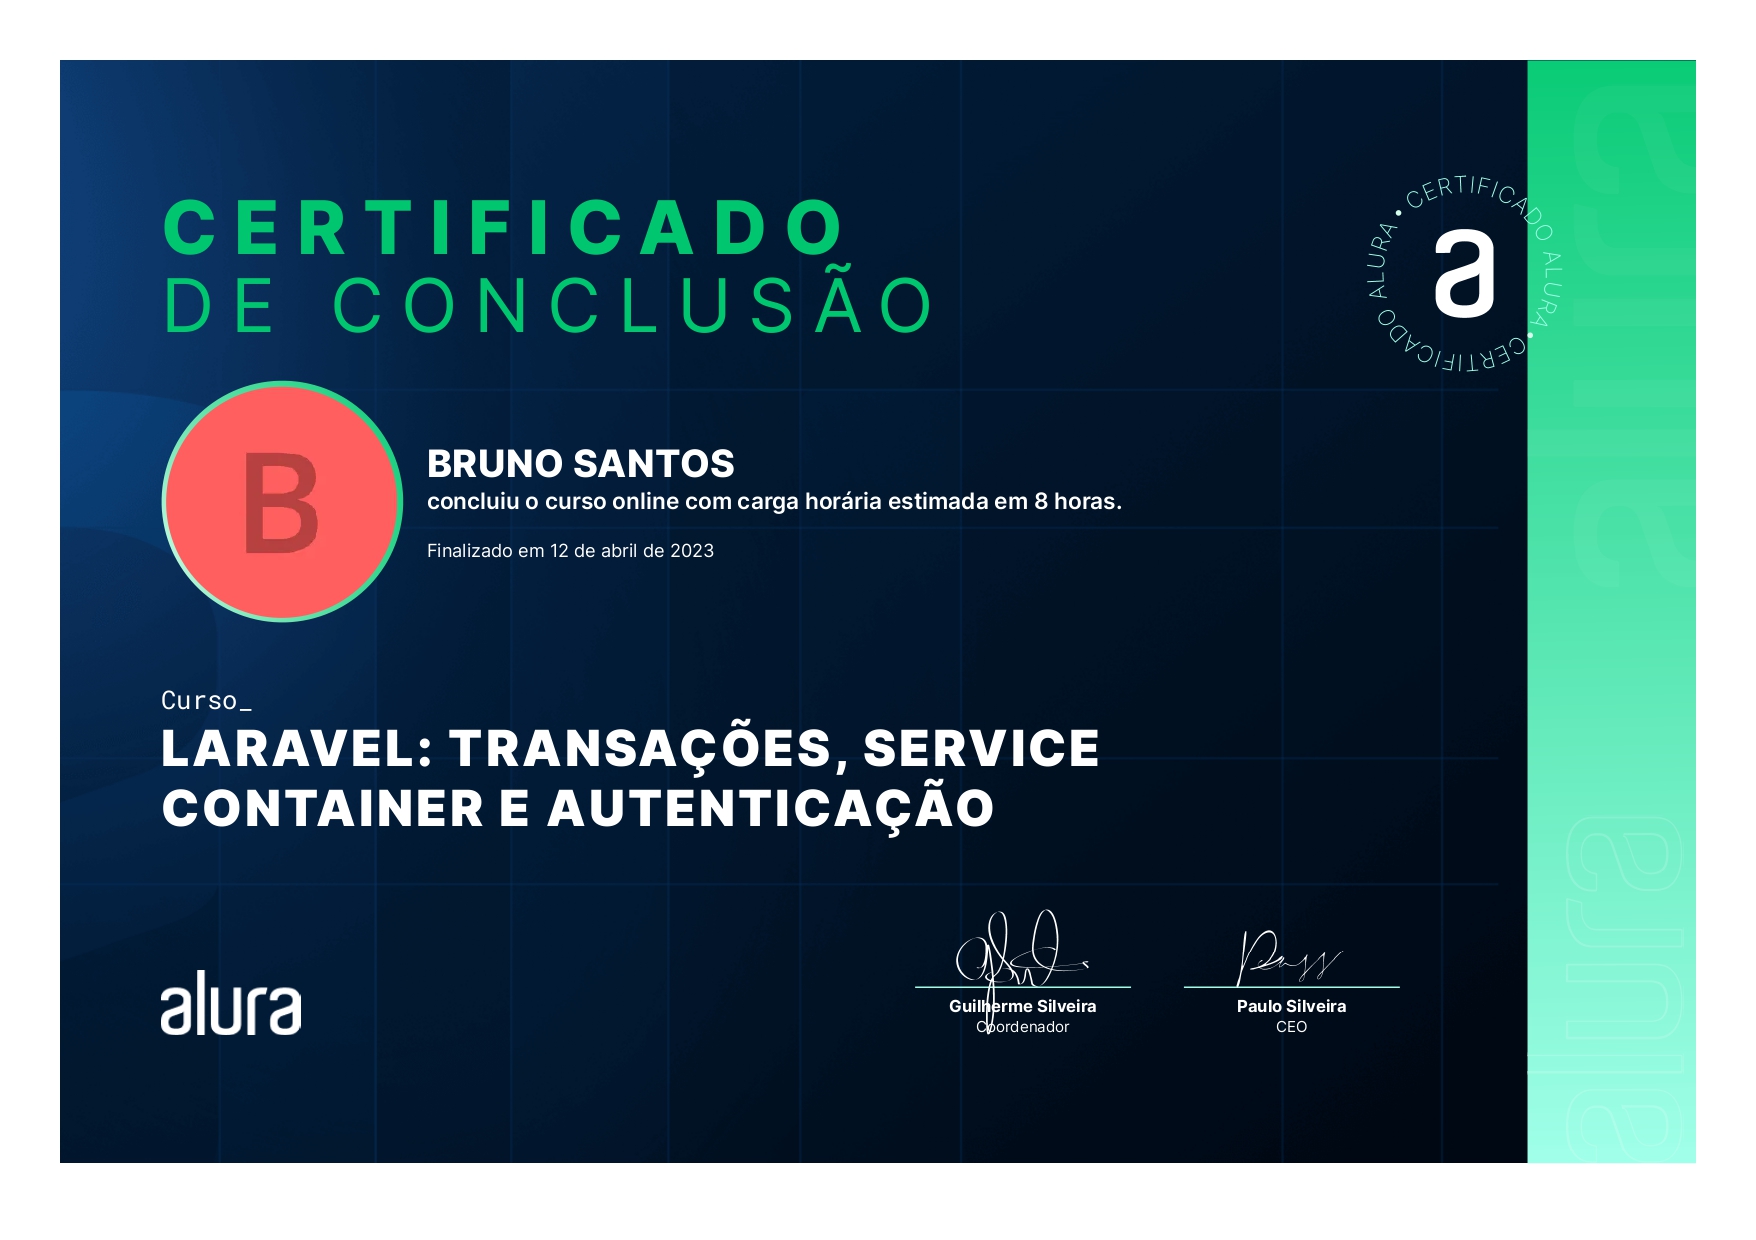 CERTIFICADO
DE CONCLUSÃO
CERTIFICADO ALURA • CERTIFICADO ALURA •
a
B
BRUNO SANTOS
concluiu o curso online com carga horária estimada em 8 horas.
Finalizado em 12 de abril de 2023
Curso_
LARAVEL: TRANSAÇÕES, SERVICE
CONTAINER E AUTENTICAÇÃO
alura
Guilherme Silveira
Coordenador
Paulo Silveira
CEO
alura
alura